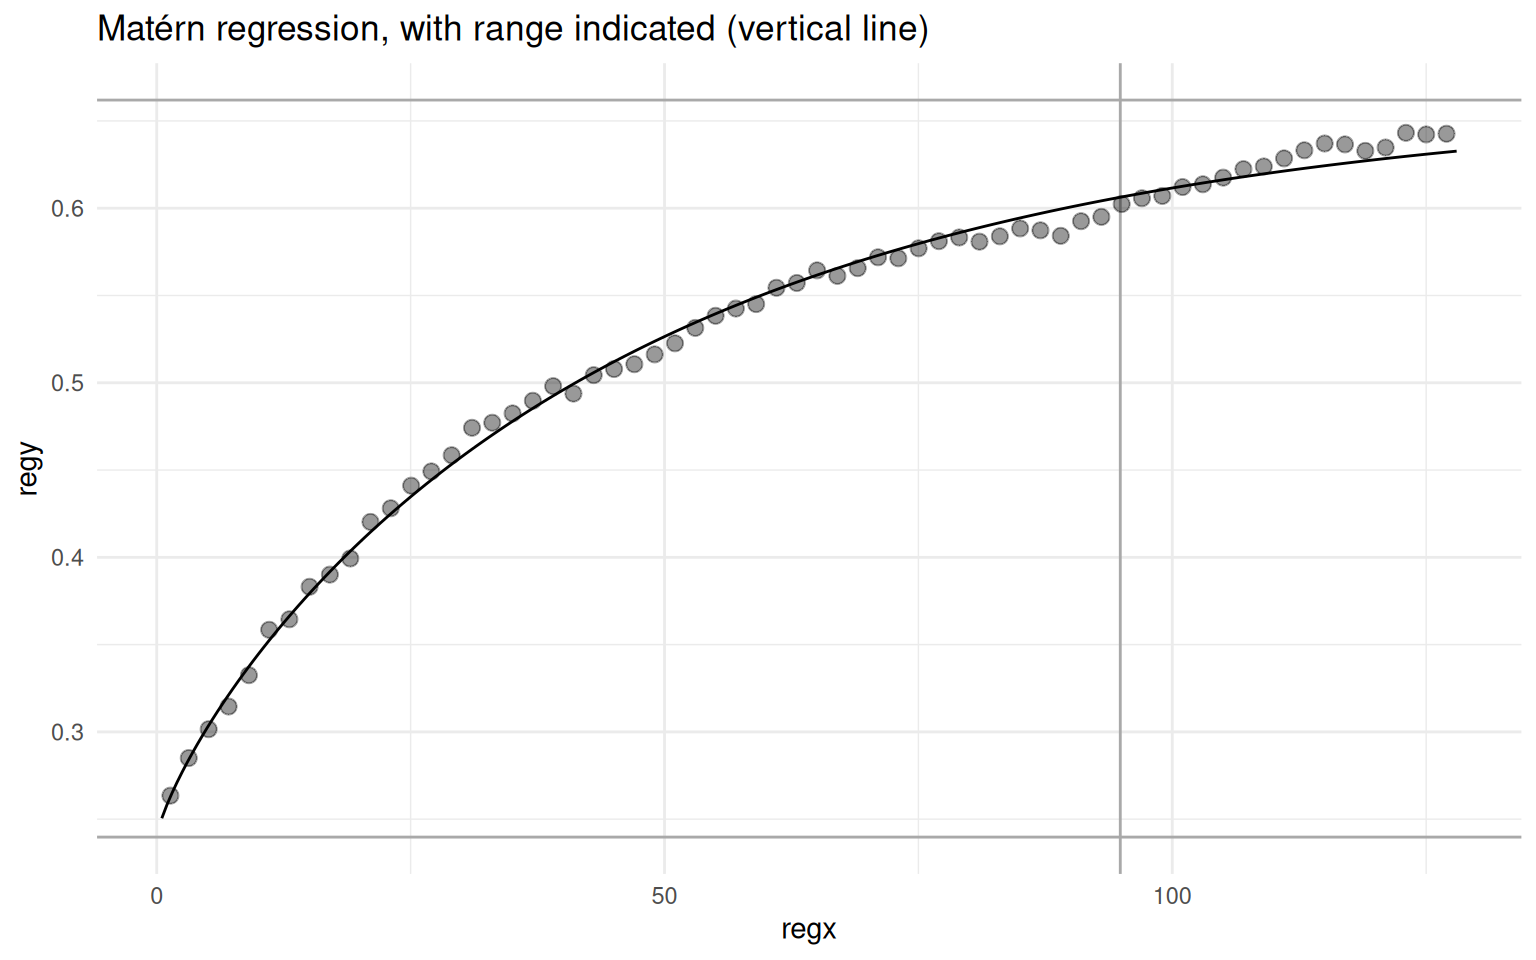 Matérn regression, with range indicated (vertical line)
regy
0.6
0.5
0.4
0.3
0
50
100
regx